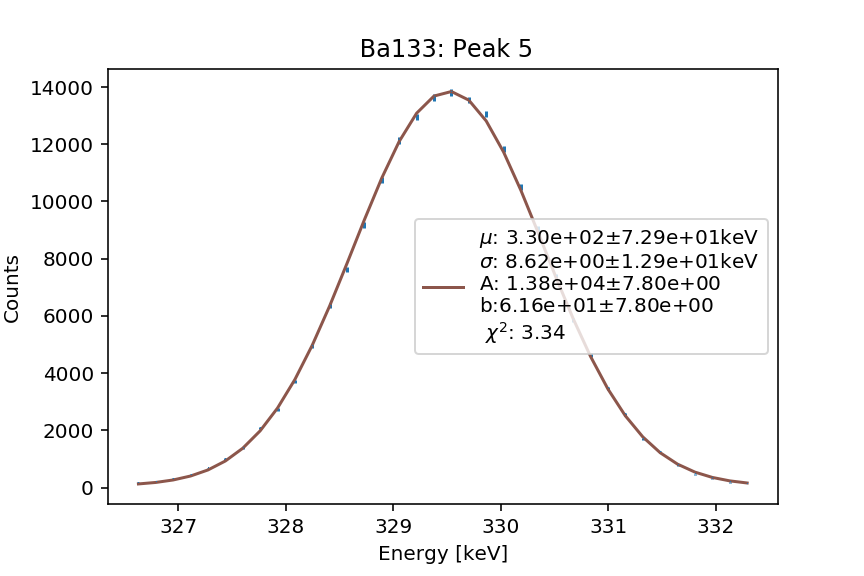 Ba133: Peak 5
14000
12000
10000
8000
6000
4000
2000
0
Counts
μ: 3.30e+02±7.29e+01keV
σ: 8.62e+00±1.29e+01keV
A: 1.38e+04±7.80e+00
b:6.16e+01±7.80e+00
χ²: 3.34
327 328 329 330 331 332
Energy [keV]